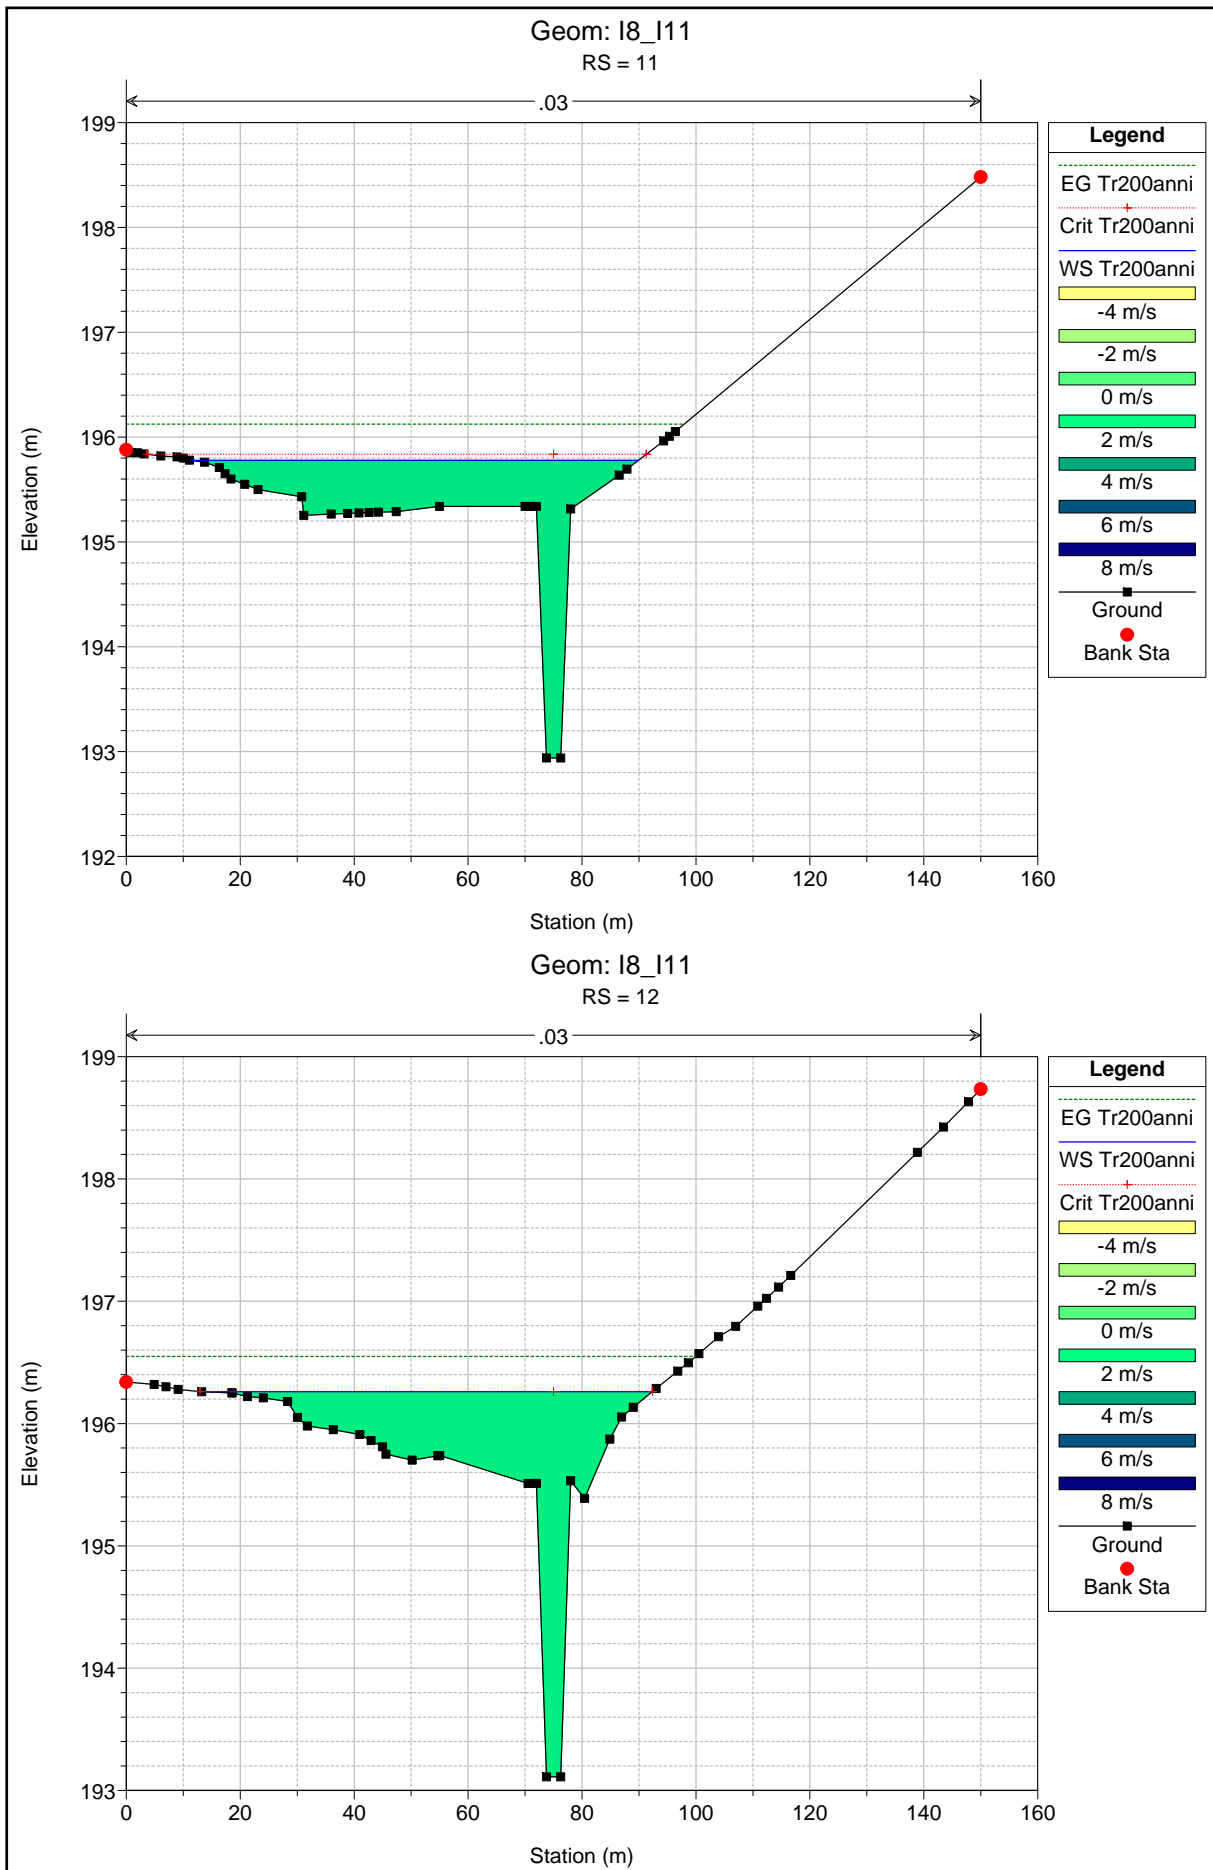 Geom: I8_I11
RS = 11
.03
199
198
197
196
195
194
193
192
0 20 40 60 80 100 120 140 160
Station (m)
Elevation (m)
Legend
EG Tr200anni
Crit Tr200anni
WS Tr200anni
-4 m/s
-2 m/s
0 m/s
2 m/s
4 m/s
6 m/s
8 m/s
Ground
Bank Sta
Geom: I8_I11
RS = 12
.03
199
198
197
196
195
194
193
0 20 40 60 80 100 120 140 160
Station (m)
Elevation (m)
Legend
EG Tr200anni
WS Tr200anni
Crit Tr200anni
-4 m/s
-2 m/s
0 m/s
2 m/s
4 m/s
6 m/s
8 m/s
Ground
Bank Sta